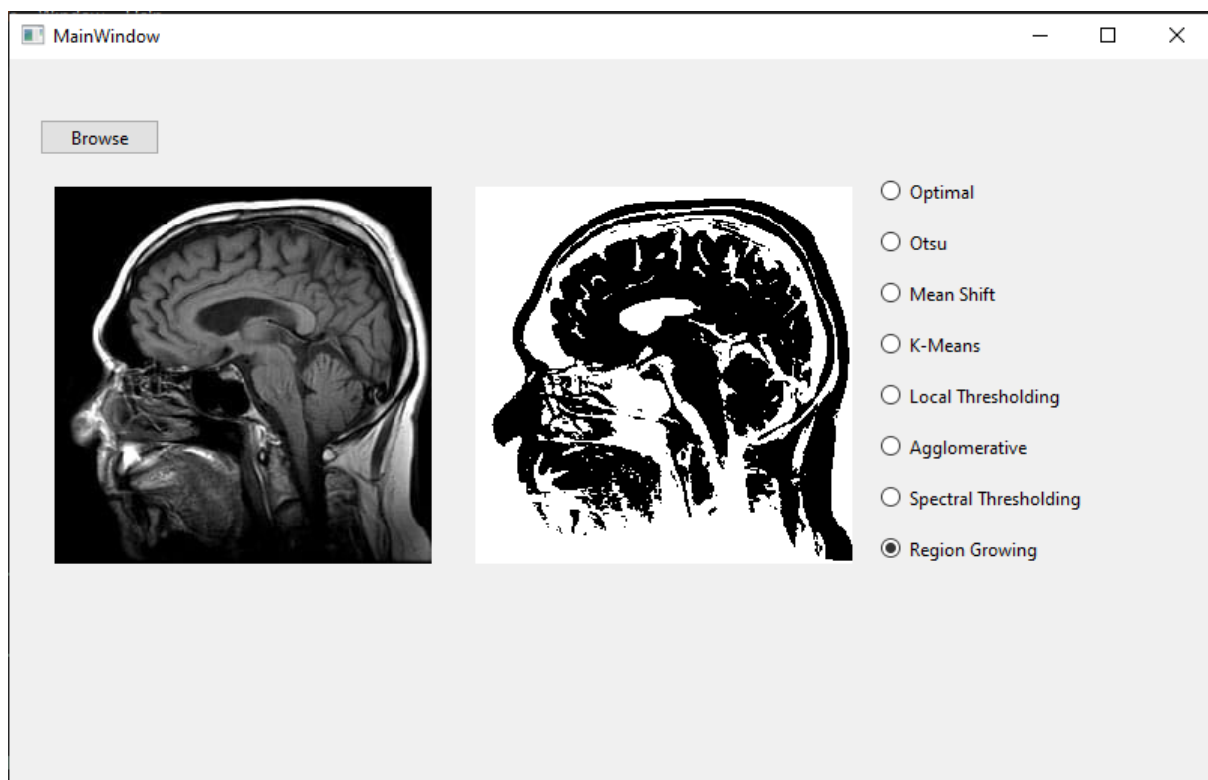 MainWindow
Browse
Optimal
Otsu
Mean Shift
K-Means
Local Thresholding
Agglomerative
Spectral Thresholding
Region Growing